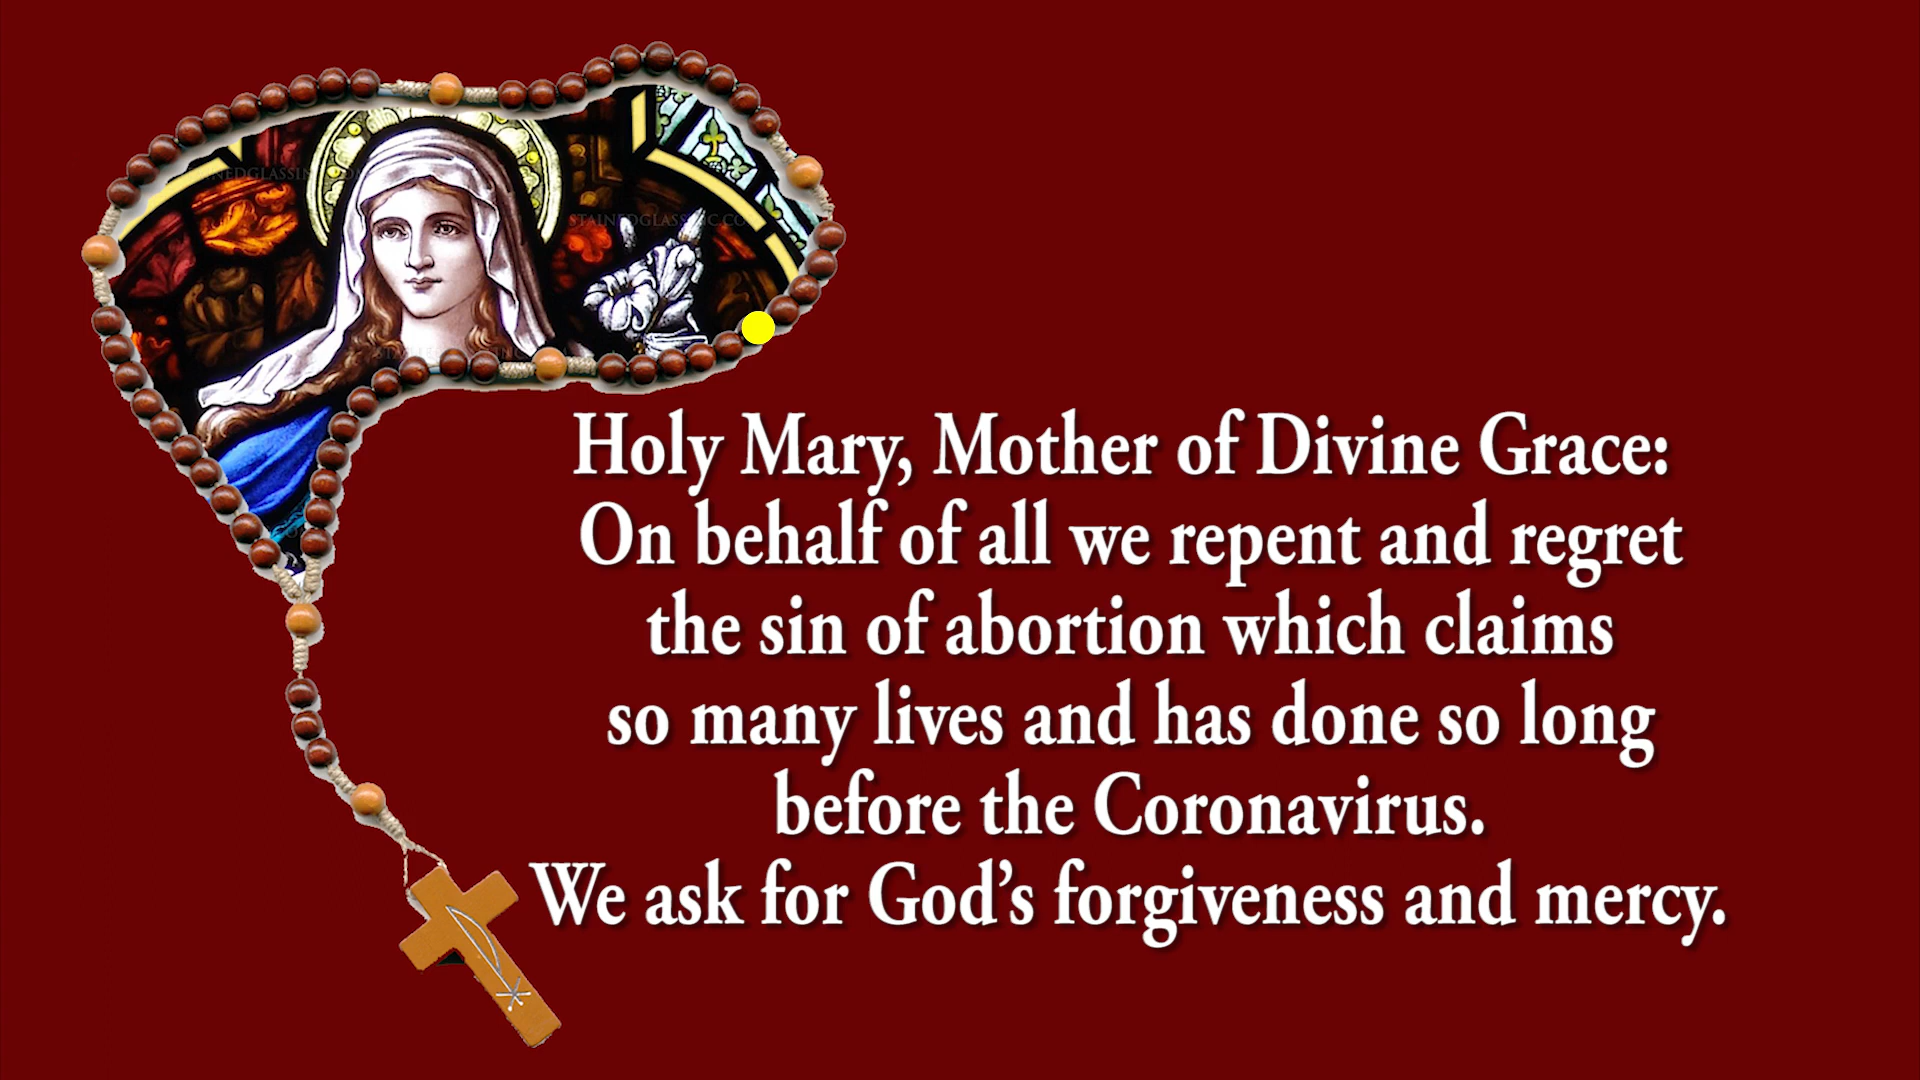 Holy Mary, Mother of Divine Grace:
On behalf of all we repent and regret
the sin of abortion which claims
so many lives and has done so long
before the Coronavirus.
We ask for God’s forgiveness and mercy.